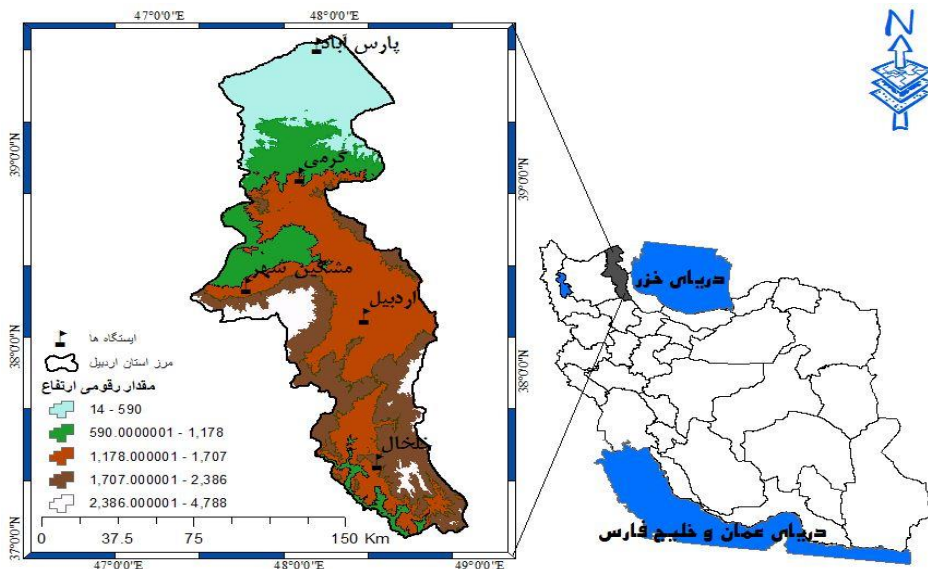 47°0'0"E 48°0'0"E
N
پارس آباد
39°0'0"N
39°0'0"N
گرمی
مشگین شهر
اردبیل
دریای خزر
38°0'0"N
38°0'0"N
ایستگاه ها
مرز استان اردبیل
مقدار رقومی ارتفاع
14 - 590
590.0000001 - 1,178
1,178.000001 - 1,707
1,707.000001 - 2,386
2,386.000001 - 4,788
خلخال
0 37.5 75 150 Km
37°0'0"N
دریای عمان و خلیج فارس
47°0'0"E 48°0'0"E 49°0'0"E